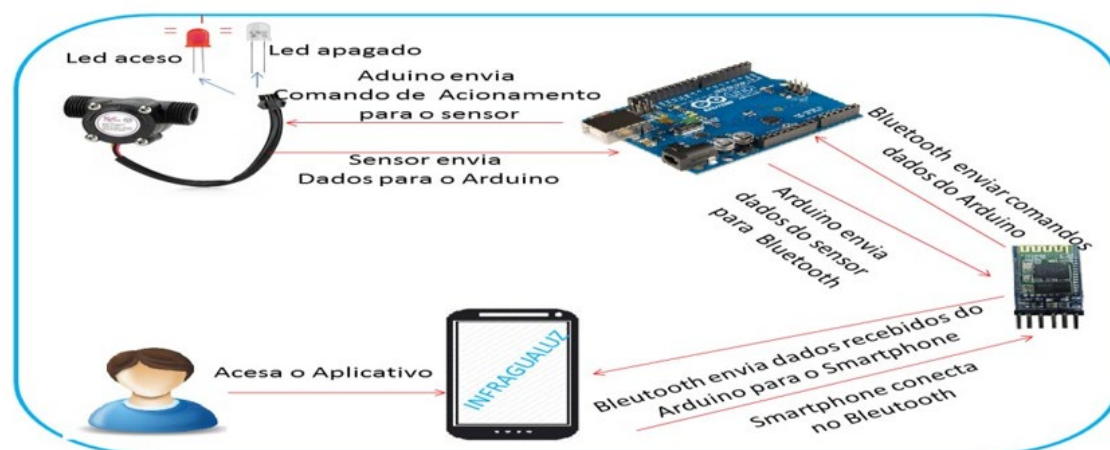 Led aceso
Led apagado
Aduino envia
Comando de Acionamento
para o sensor
Sensor envia
Dados para o Arduino
Bluetooth enviar comandos
dados do Arduino
Arduino envia
dados do sensor
para Bluetooth
Acesa o Aplicativo
INFRAGUALUZ
Bleutooth envia dados recebidos do
Arduino para o Smartphone
Smartphone conecta
no Bleutooth